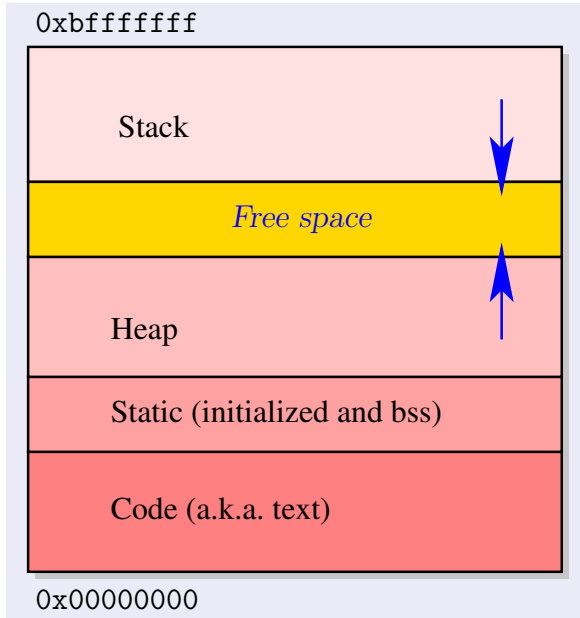 0xbfffffff
Stack
Free space
Heap
Static (initialized and bss)
Code (a.k.a. text)
0x00000000